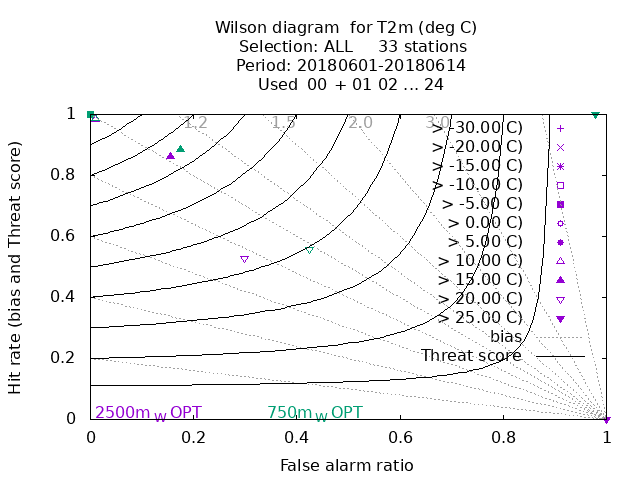 Wilson diagram for T2m (deg C)
Selection: ALL 33 stations
Period: 20180601-20180614
Used 00 + 01 02 ... 24
Hit rate (bias and Threat score)
1
0.8
0.6
0.4
0.2
0
1.2 1.5 2.0 3.0
> -30.00 C)
> -20.00 C)
> -15.00 C)
> -10.00 C)
> -5.00 C)
> 0.00 C)
> 5.00 C)
> 10.00 C)
> 15.00 C)
> 20.00 C)
> 25.00 C)
bias
Threat score
2500m W OPT 750m W OPT
0 0.2 0.4 0.6 0.8 1
False alarm ratio